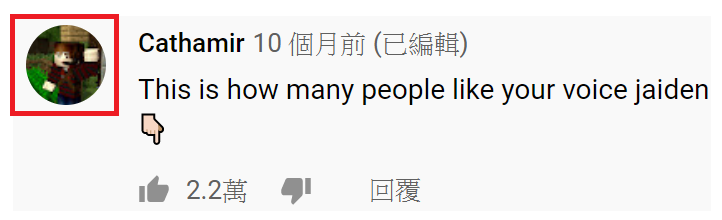 Cathamir 10 個月前 (已編輯)
This is how many people like your voice jaiden
👇🏻
2.2萬 回覆